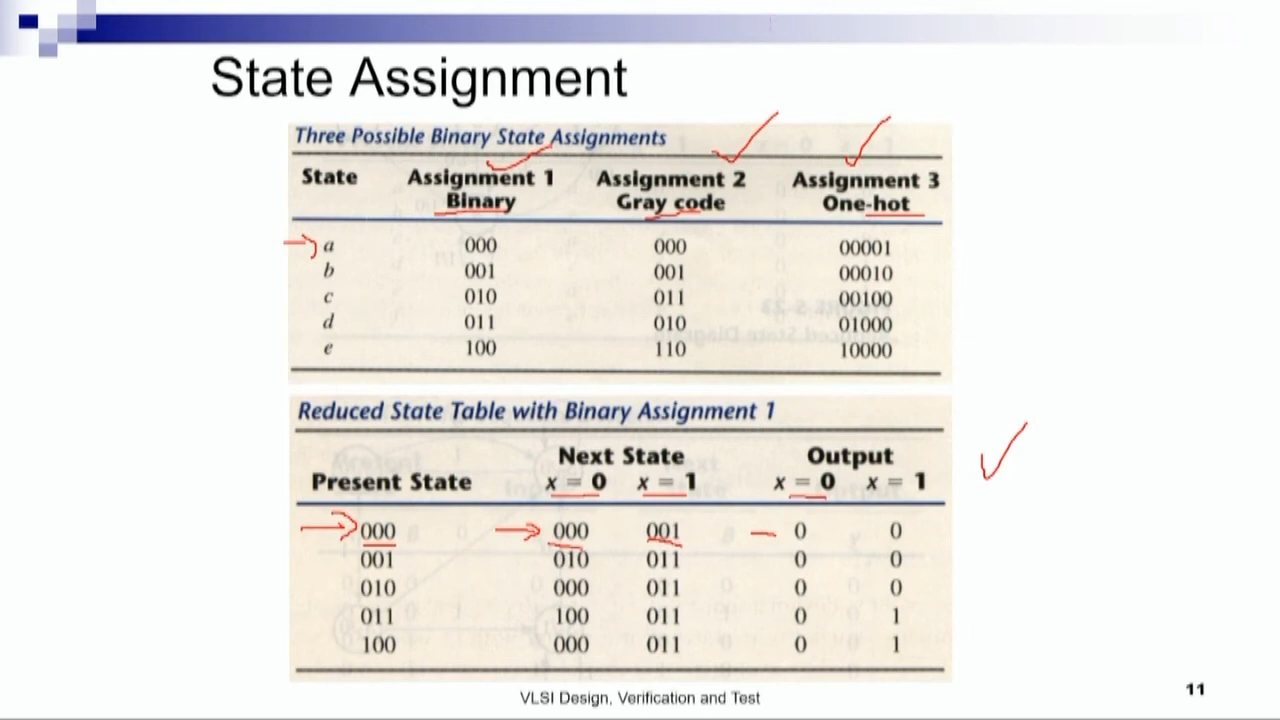 State Assignment
Three Possible Binary State Assignments
State Assignment 1 Assignment 2 Assignment 3
Binary Gray code One-hot
a 000 000 00001
b 001 001 00010
c 010 011 00100
d 011 010 01000
e 100 110 10000
Reduced State Table with Binary Assignment 1
Next State Output
Present State x = 0 x = 1 x = 0 x = 1
000 000 001 0 0
001 010 011 0 0
010 000 011 0 0
011 100 011 0 1
100 000 011 0 1
VLSI Design, Verification and Test
11